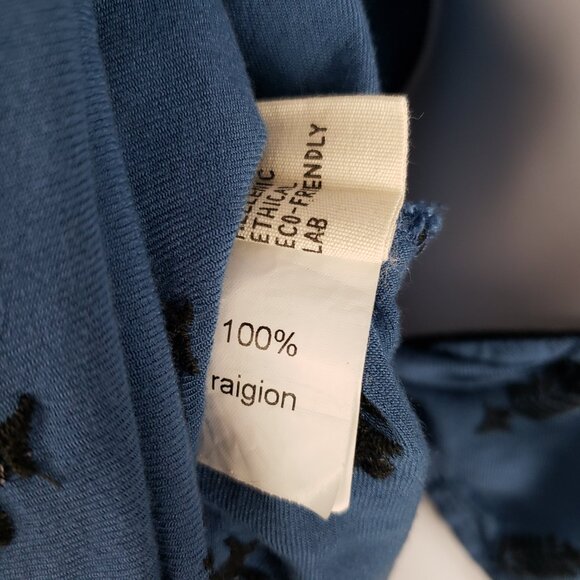 ETHICAL
ECO-FRIENDLY
LAB
100%
raigion